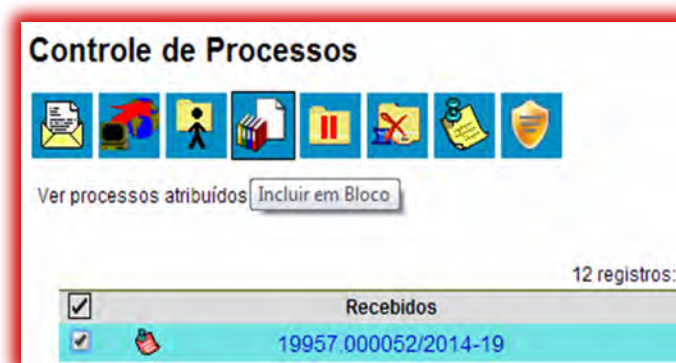 Controle de Processos
Ver processos atribuídos Incluir em Bloco
12 registros:
Recebidos
19957.000052/2014-19